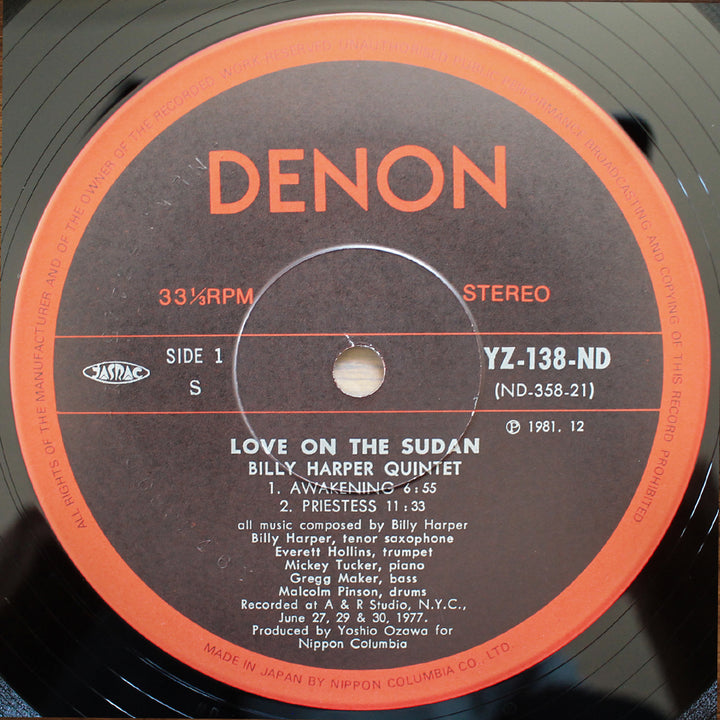 ALL RIGHTS OF THE MANUFACTURER AND OF THE OWNER OF THE RECORDED WORK RESERVED. UNAUTHORISED PUBLIC PERFORMANCE BROADCASTING AND COPYING OF THIS RECORD PROHIBITED
DENON
33⅓RPM STEREO
JASRAC
SIDE 1
S
YZ-138-ND
(ND-358-21)
℗ 1981. 12
LOVE ON THE SUDAN
BILLY HARPER QUINTET
1. AWAKENING 6:55
2. PRIESTESS 11:33
all music composed by Billy Harper
Billy Harper, tenor saxophone
Everett Hollins, trumpet
Mickey Tucker, piano
Gregg Maker, bass
Malcolm Pinson, drums
Recorded at A & R Studio, N.Y.C.,
June 27, 29 & 30, 1977.
Produced by Yoshio Ozawa for
Nippon Columbia
MADE IN JAPAN BY NIPPON COLUMBIA CO., LTD.